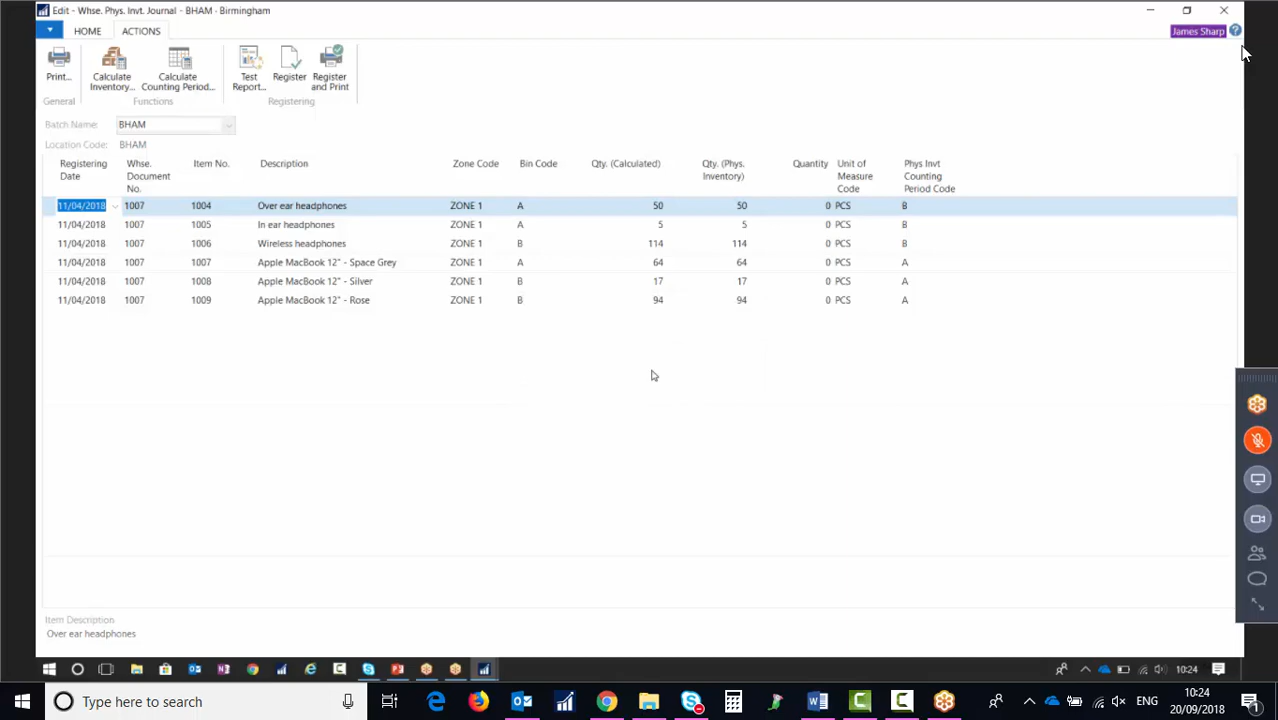 Edit - Whse. Phys. Invt. Journal - BHAM - Birmingham
HOME ACTIONS
James Sharp ?
Print... Calculate Inventory... Calculate Counting Period... Test Report... Register Register and Print
General Functions Registering
Batch Name: BHAM
Location Code: BHAM
Registering Date Whse. Document No. Item No. Description Zone Code Bin Code Qty. (Calculated) Qty. (Phys. Inventory) Quantity Unit of Measure Code Phys Invt Counting Period Code
11/04/2018 1007 1004 Over ear headphones ZONE 1 A 50 50 0 PCS B
11/04/2018 1007 1005 In ear headphones ZONE 1 A 5 5 0 PCS B
11/04/2018 1007 1006 Wireless headphones ZONE 1 B 114 114 0 PCS B
11/04/2018 1007 1007 Apple MacBook 12" - Space Grey ZONE 1 A 64 64 0 PCS A
11/04/2018 1007 1008 Apple MacBook 12" - Silver ZONE 1 B 17 17 0 PCS A
11/04/2018 1007 1009 Apple MacBook 12" - Rose ZONE 1 B 94 94 0 PCS A
Item Description
Over ear headphones
10:24
Type here to search
ENG
10:24
20/09/2018